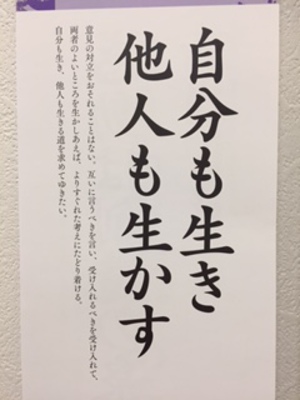 自分も生き
他人も生かす
意見の対立をおそれることはない。互いに言うべきを言い、受け入れるべきを受け入れて、
両者のよいところを生かしあえば、よりすぐれた考えにたどり着ける。
自分も生き、他人も生きる道を求めてゆきたい。